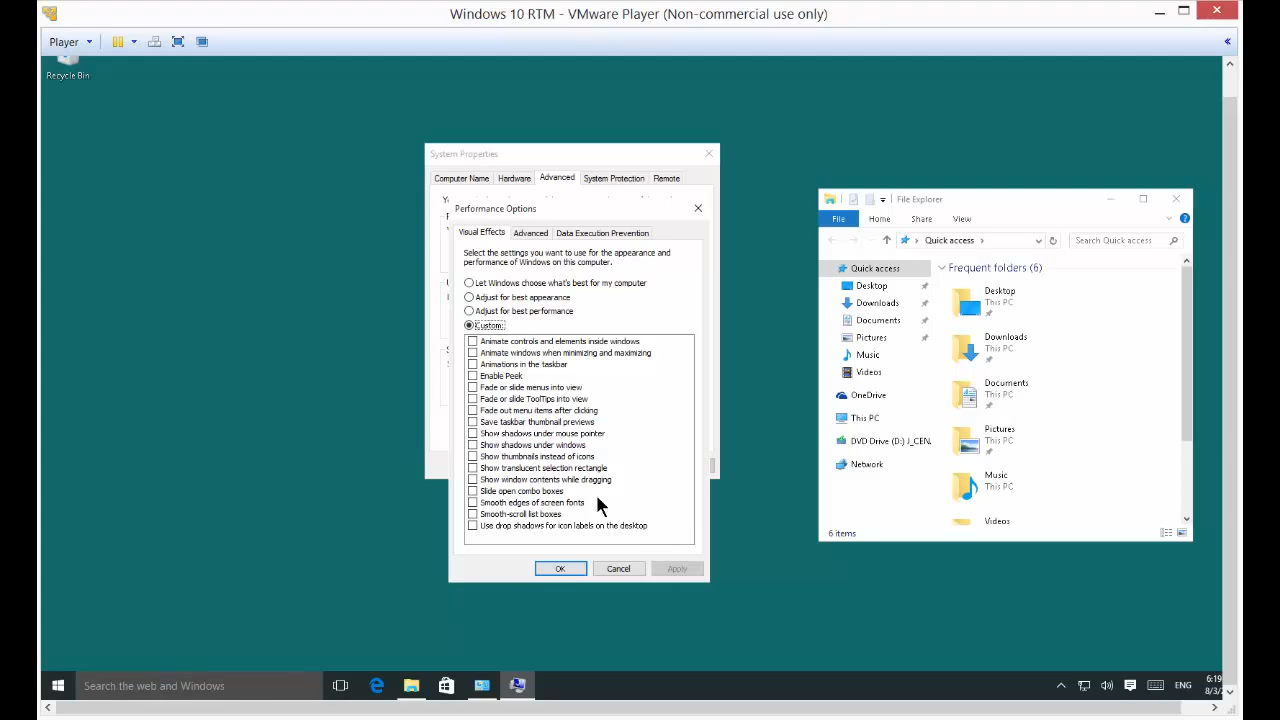 Windows 10 RTM - VMware Player (Non-commercial use only)
Player
Recycle Bin
System Properties
Computer Name Hardware Advanced System Protection Remote
Performance Options
Visual Effects Advanced Data Execution Prevention
Select the settings you want to use for the appearance and
performance of Windows on this computer.
Let Windows choose what's best for my computer
Adjust for best appearance
Adjust for best performance
Custom:
Animate controls and elements inside windows
Animate windows when minimizing and maximizing
Animations in the taskbar
Enable Peek
Fade or slide menus into view
Fade or slide ToolTips into view
Fade out menu items after clicking
Save taskbar thumbnail previews
Show shadows under mouse pointer
Show shadows under windows
Show thumbnails instead of icons
Show translucent selection rectangle
Show window contents while dragging
Slide open combo boxes
Smooth edges of screen fonts
Smooth-scroll list boxes
Use drop shadows for icon labels on the desktop
OK Cancel Apply
File Explorer
File Home Share View
Quick access
Search Quick access
Quick access
Desktop
Downloads
Documents
Pictures
Music
Videos
OneDrive
This PC
DVD Drive (D:) J_CEN
Network
Frequent folders (6)
Desktop
This PC
Downloads
This PC
Documents
This PC
Pictures
This PC
Music
This PC
Videos
6 items
Search the web and Windows
ENG
6:19
8/3/